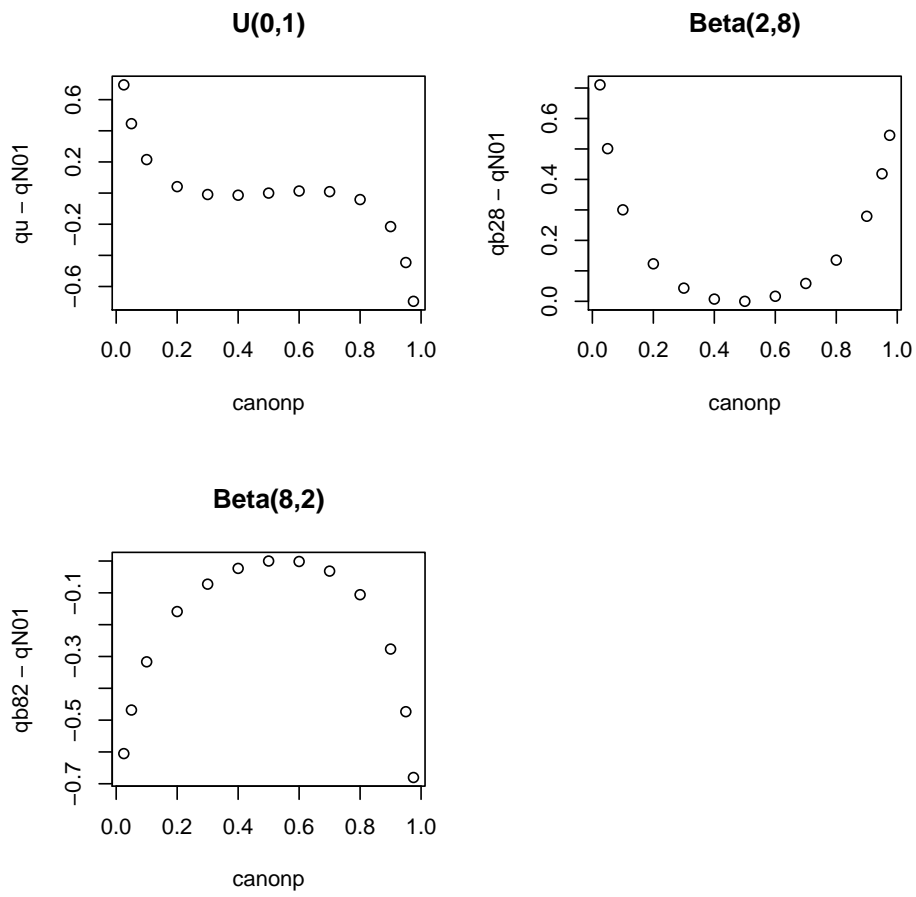 U(0,1)
qu − qN01
0.6
0.2
−0.2
−0.6
0.0 0.2 0.4 0.6 0.8 1.0
canonp
Beta(2,8)
qb28 − qN01
0.6
0.4
0.2
0.0
0.0 0.2 0.4 0.6 0.8 1.0
canonp
Beta(8,2)
qb82 − qN01
−0.1
−0.3
−0.5
−0.7
0.0 0.2 0.4 0.6 0.8 1.0
canonp